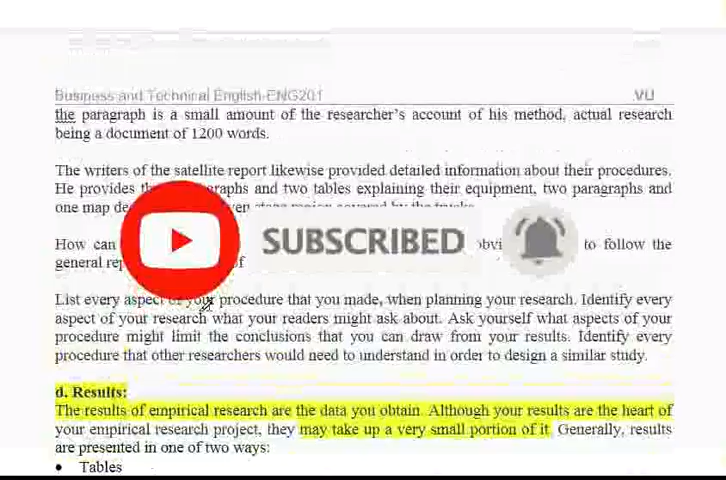 Business and Technical English-ENG201 VU
the paragraph is a small amount of the researcher's account of his method, actual research
being a document of 1200 words.
The writers of the satellite report likewise provided detailed information about their procedures.
He provides graphs and two tables explaining their equipment, two paragraphs and
one map
SUBSCRIBED
How can to follow the
general
List every aspect of your procedure that you made, when planning your research. Identify every
aspect of your research what your readers might ask about. Ask yourself what aspects of your
procedure might limit the conclusions that you can draw from your results. Identify every
procedure that other researchers would need to understand in order to design a similar study.
d. Results:
The results of empirical research are the data you obtain. Although your results are the heart of
your empirical research project, they may take up a very small portion of it. Generally, results
are presented in one of two ways:
• Tables